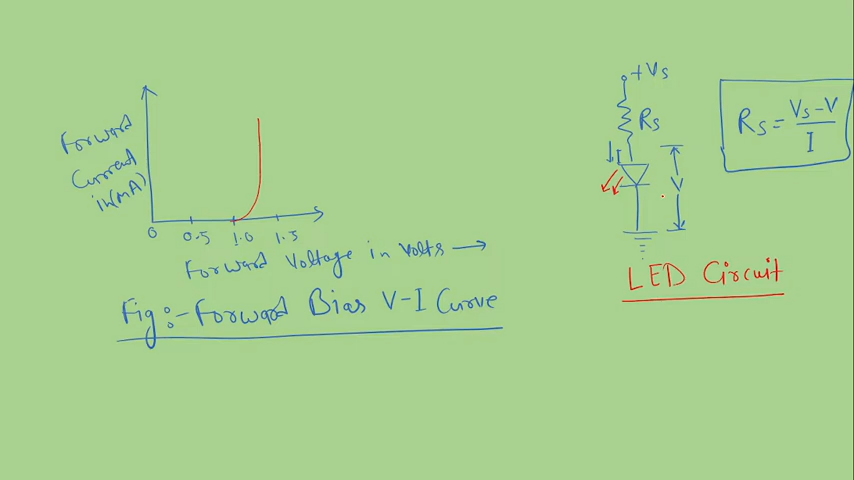 Forward
Current
in(mA)
0 0.5 1.0 1.5
Forward Voltage in Volts
Fig:-Forward Bias V-I Curve
+Vs
Rs
I
V
LED Circuit
Rs = Vs-V
I